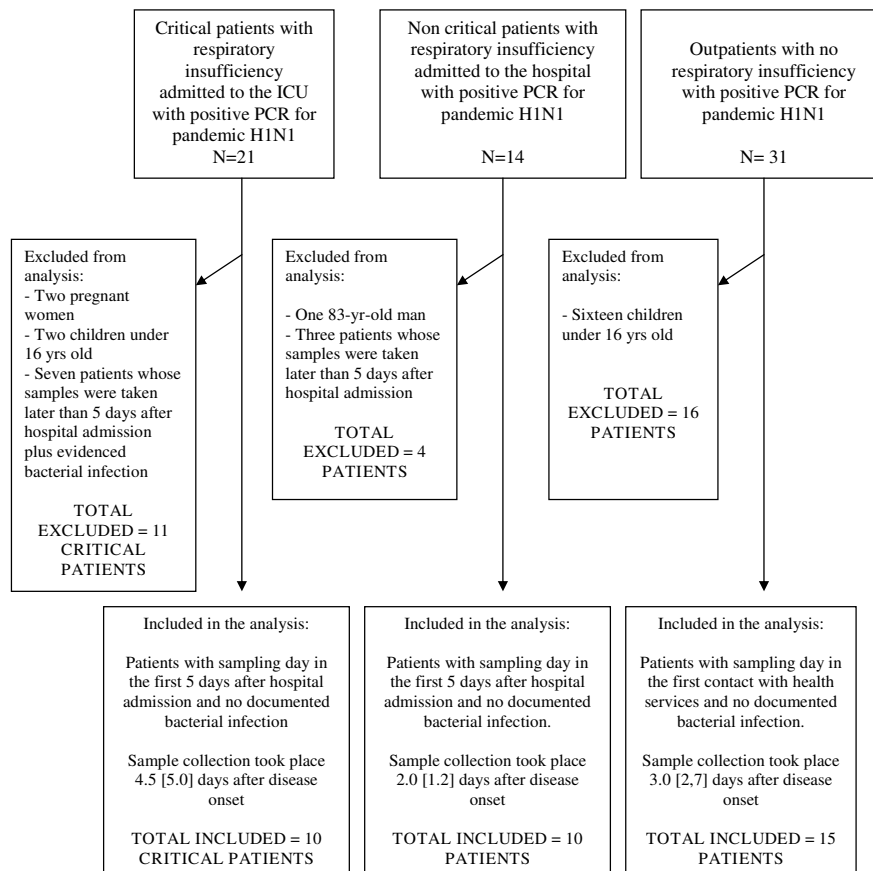 Critical patients with
respiratory
insufficiency
admitted to the ICU
with positive PCR for
pandemic H1N1
N=21
Non critical patients with
respiratory insufficiency
admitted to the hospital
with positive PCR for
pandemic H1N1
N=14
Outpatients with no
respiratory insufficiency
with positive PCR for
pandemic H1N1
N= 31
Excluded from
analysis:
- Two pregnant
women
- Two children under
16 yrs old
- Seven patients whose
samples were taken
later than 5 days after
hospital admission
plus evidenced
bacterial infection
TOTAL
EXCLUDED = 11
CRITICAL
PATIENTS
Excluded from
analysis:
- One 83-yr-old man
- Three patients whose
samples were taken
later than 5 days after
hospital admission
TOTAL
EXCLUDED = 4
PATIENTS
Excluded from
analysis:
- Sixteen children
under 16 yrs old
TOTAL
EXCLUDED = 16
PATIENTS
Included in the analysis:
Patients with sampling day in
the first 5 days after hospital
admission and no documented
bacterial infection
Sample collection took place
4.5 [5.0] days after disease
onset
TOTAL INCLUDED = 10
CRITICAL PATIENTS
Included in the analysis:
Patients with sampling day in
the first 5 days after hospital
admission and no documented
bacterial infection.
Sample collection took place
2.0 [1.2] days after disease
onset
TOTAL INCLUDED = 10
PATIENTS
Included in the analysis:
Patients with sampling day in
the first contact with health
services and no documented
bacterial infection.
Sample collection took place
3.0 [2,7] days after disease
onset
TOTAL INCLUDED = 15
PATIENTS